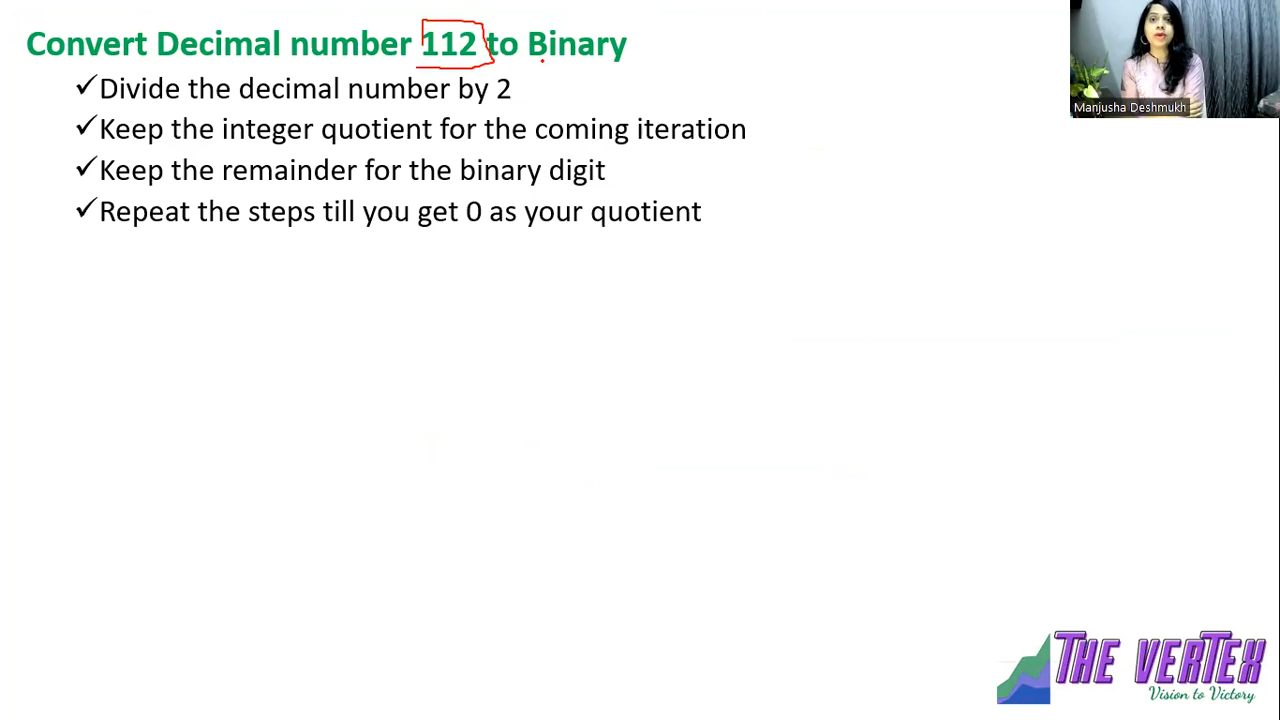 Convert Decimal number 112 to Binary
✓Divide the decimal number by 2
✓Keep the integer quotient for the coming iteration
✓Keep the remainder for the binary digit
✓Repeat the steps till you get 0 as your quotient
Manjusha Deshmukh
THE VERTEX
Vision to Victory